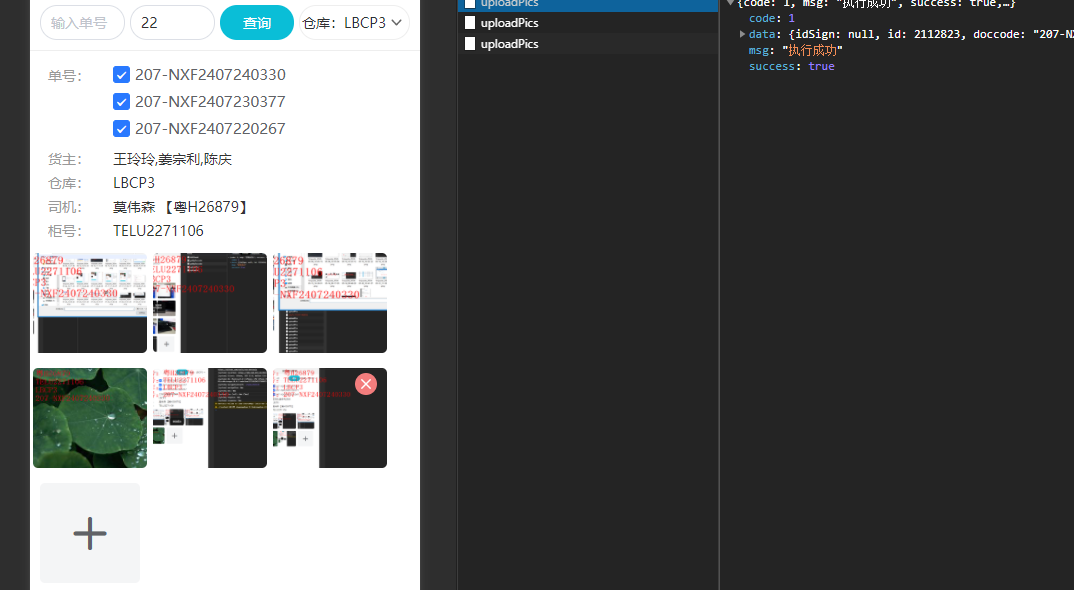 输入单号 22 查询 仓库：LBCP3
单号：
207-NXF2407240330
207-NXF2407230377
207-NXF2407220267
货主： 王玲玲,姜宗利,陈庆
仓库： LBCP3
司机： 莫伟森 【粤H26879】
柜号： TELU2271106
uploadPics
uploadPics
uploadPics
{code: 1, msg: "执行成功", success: true,…}
code: 1
data: {idSign: null, id: 2112823, doccode: "207-NX
msg: "执行成功"
success: true